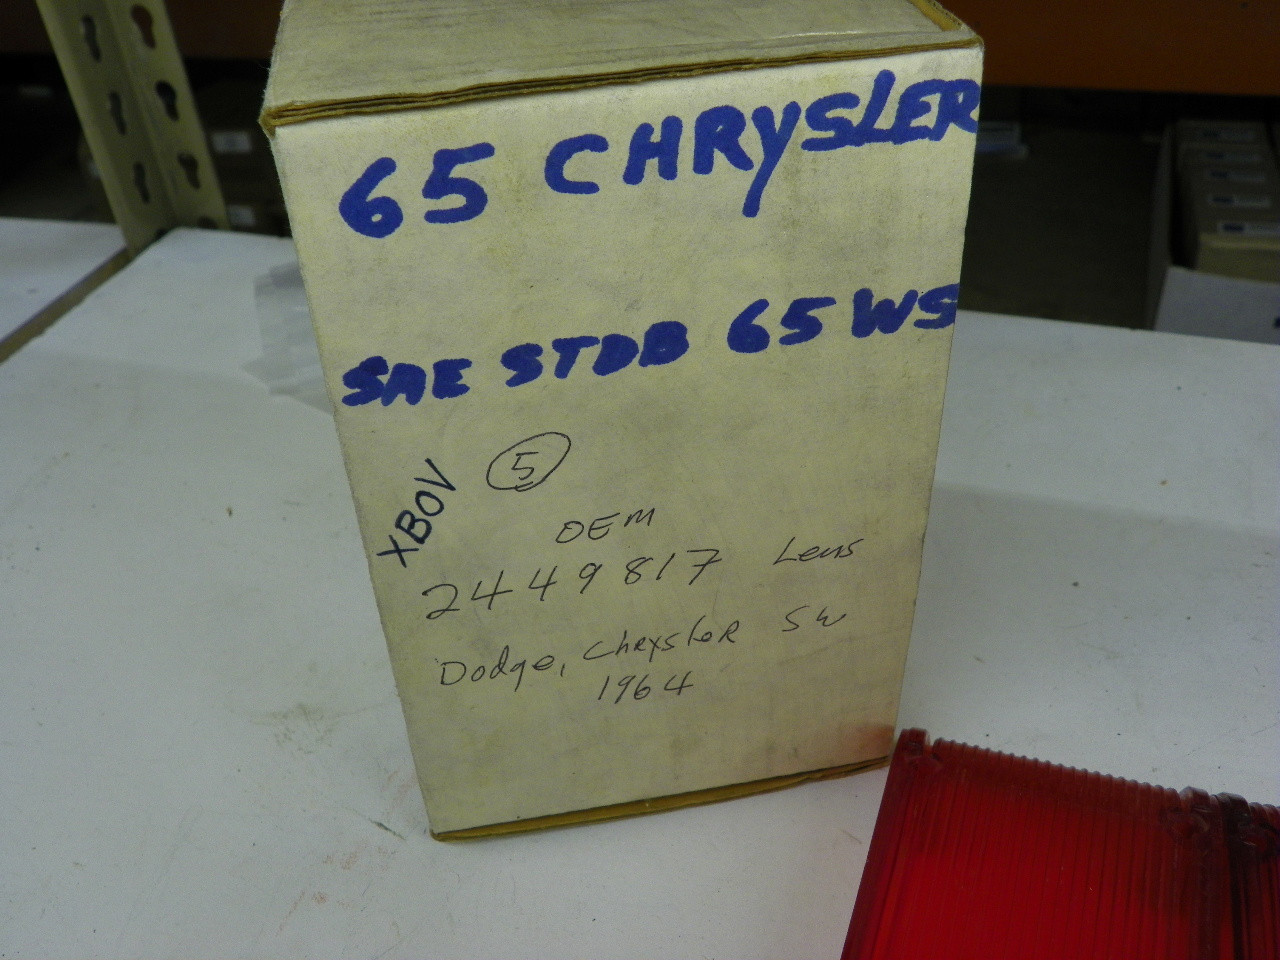 65 CHRYSLER
SAE STDB 65 WS
XBOV
5
OEM
2449817 Lens
Dodge, Chrysler SW
1964